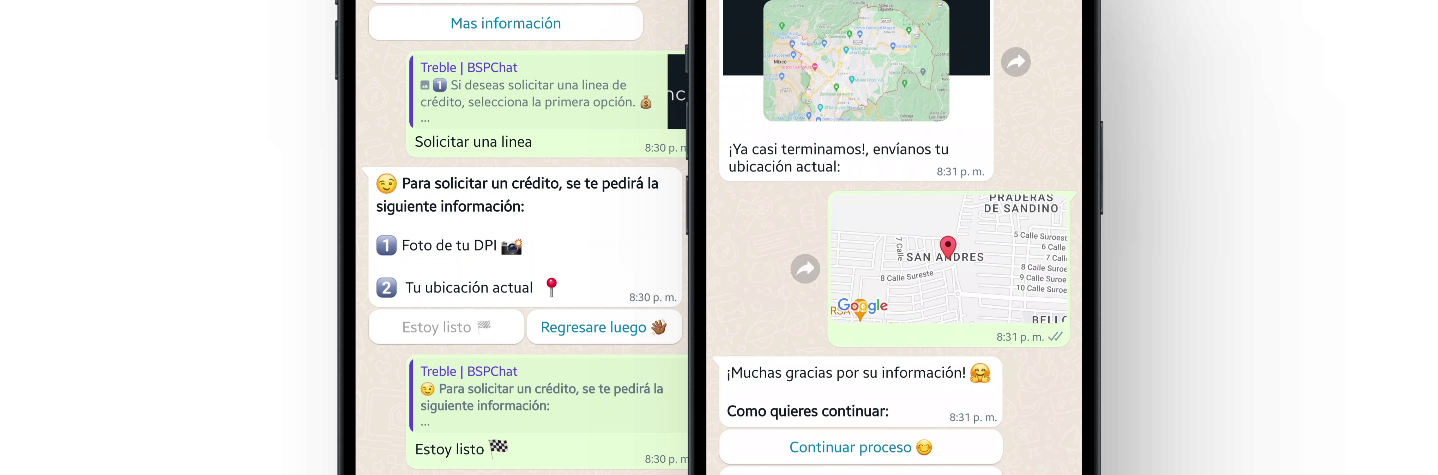 Mas información
Treble | BSPChat
1 Si deseas solicitar una linea de
crédito, selecciona la primera opción. 💰
...
Solicitar una linea
8:30 p.
😉 Para solicitar un crédito, se te pedirá la
siguiente información:
1 Foto de tu DPI 📸
2 Tu ubicación actual 📍
8:30 p. m.
Estoy listo 🏁
Regresare luego 👋🏾
Treble | BSPChat
😉 Para solicitar un crédito, se te pedirá la
siguiente información:
...
Estoy listo 🏁
8:30 p.
Mixco
¡Ya casi terminamos!, envíanos tu
ubicación actual:
8:31 p. m.
PRADERAS
DE SANDINO
7 Calle
5 Calle Suroest
6 Calle
7 Calle Su
SAN ANDRES
8 Calle Suroe
8 Calle Sureste
9 Calle Suroe
10 Calle Suro
Google
8:31 p. m.
¡Muchas gracias por su información! 🤗
Como quieres continuar:
8:31 p. m.
Continuar proceso 😊